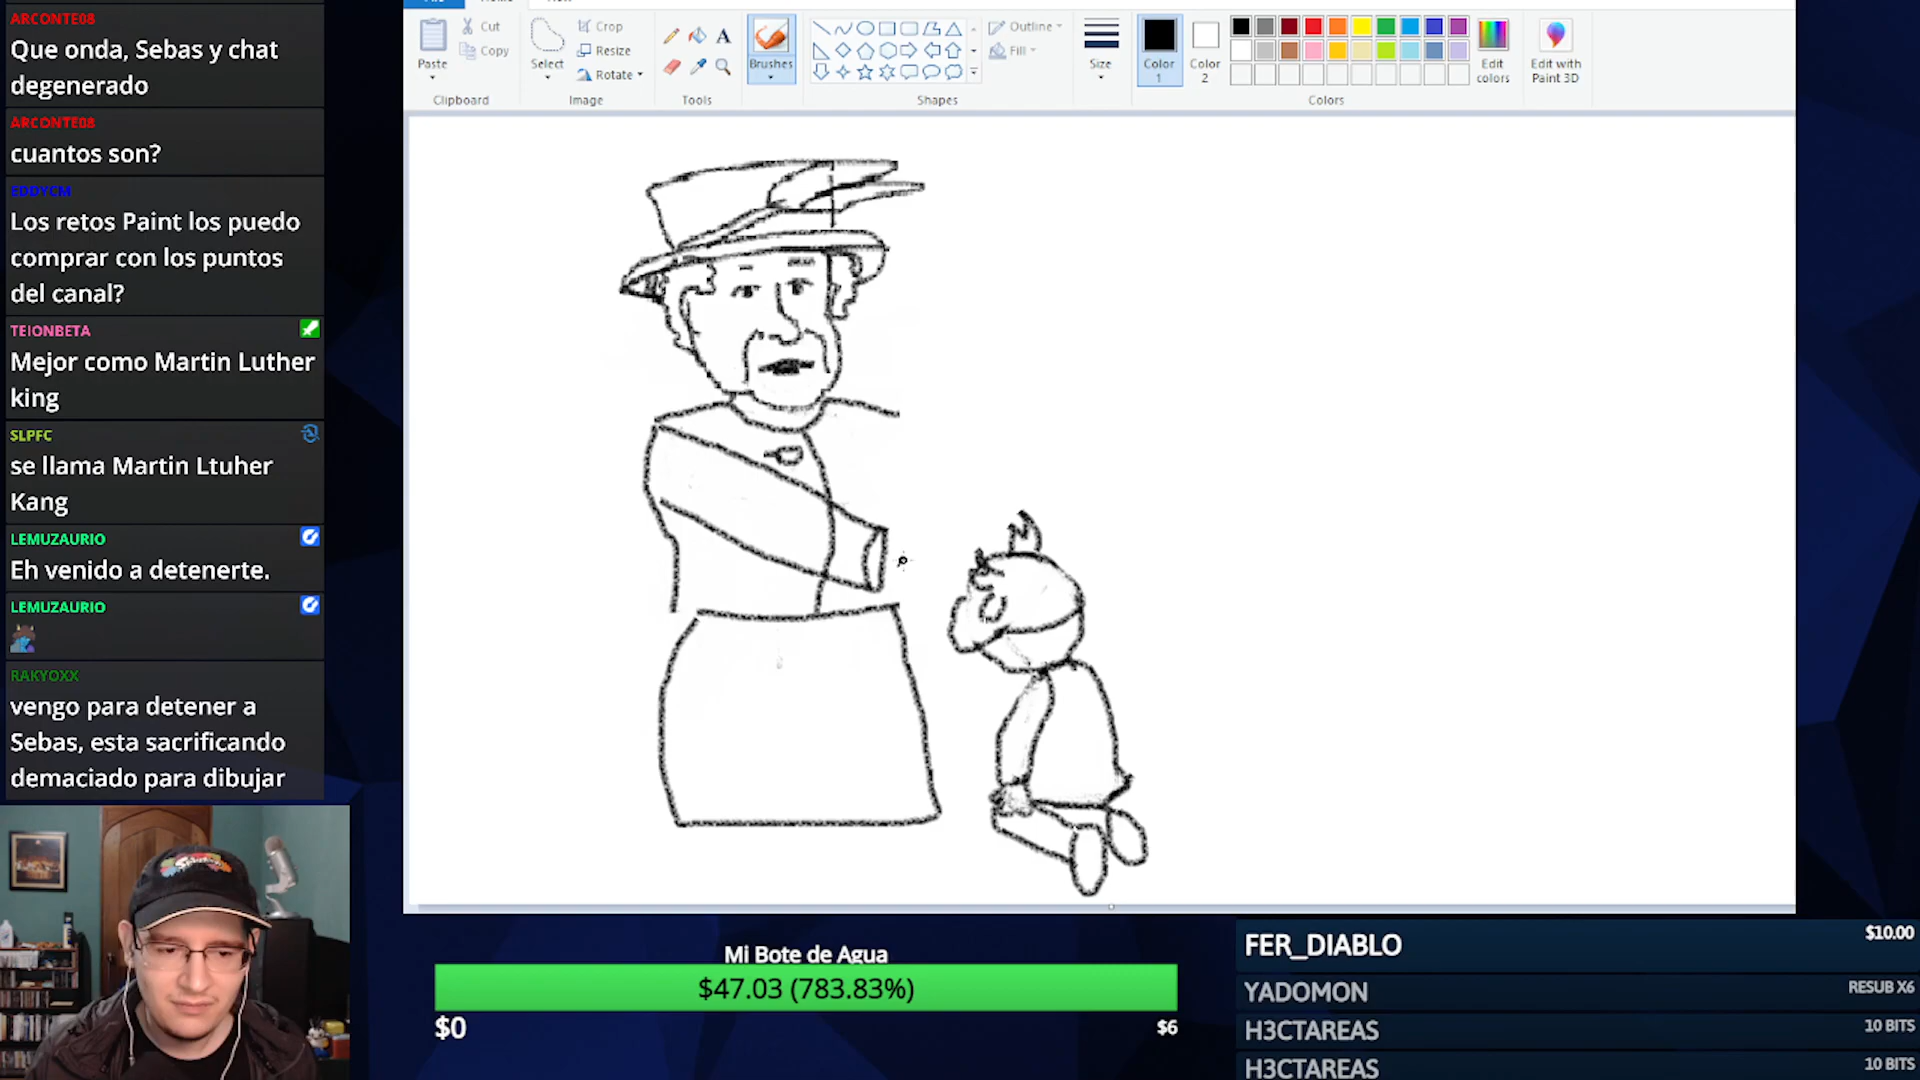 ARCONTE08
Que onda, Sebas y chat
degenerado
ARCONTE08
cuantos son?
EDDYCM
Los retos Paint los puedo
comprar con los puntos
del canal?
TEIONBETA
Mejor como Martin Luther
king
SLPFC
se llama Martin Ltuher
Kang
LEMUZAURIO
Eh venido a detenerte.
LEMUZAURIO
RAKYOXX
vengo para detener a
Sebas, esta sacrificando
demaciado para dibujar
Paste
Cut
Copy
Clipboard
Select
Crop
Resize
Rotate
Image
Tools
Brushes
Outline
Fill
Shapes
Size
Color
1
Color
2
Edit
colors
Colors
Edit with
Paint 3D
Mi Bote de Agua
$47.03 (783.83%)
$0
$6
FER_DIABLO
$10.00
YADOMON
RESUB X6
H3CTAREAS
10 BITS
H3CTAREAS
10 BITS